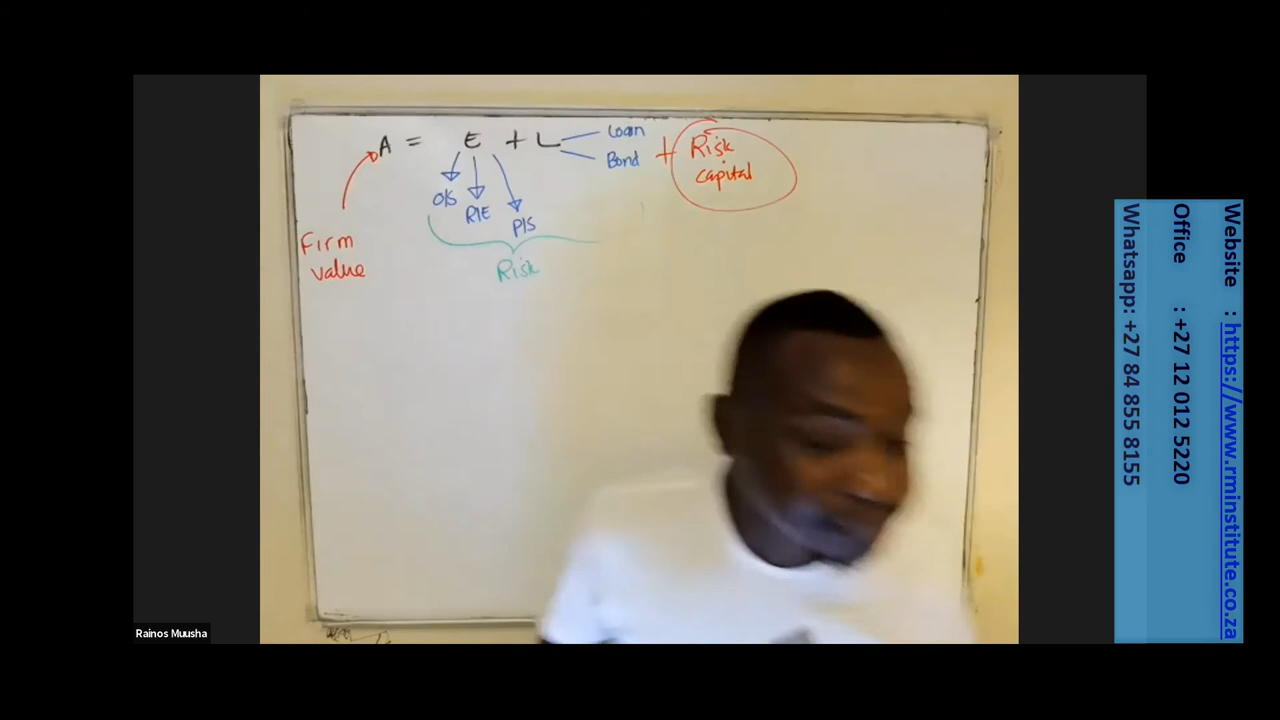 A = E + L Loan
Bond
+ Risk
capital
O/S
R/E
P/S
Firm
value
Risk
Rainos Muusha
Website : https://www.rminstitute.co.za
Office : +27 12 012 5220
Whatsapp: +27 84 855 8155